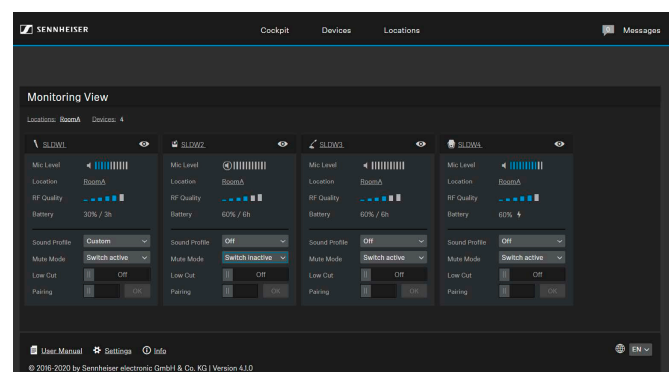 SENNHEISER Cockpit Devices Locations 0 Messages
Monitoring View
Locations: RoomA Devices: 4
SLDW1 SLDW2 SLDW3 SLDW4
Mic Level Mic Level Mic Level Mic Level
Location RoomA Location RoomA Location RoomA Location RoomA
RF Quality RF Quality RF Quality RF Quality
Battery 30% / 3h Battery 60% / 6h Battery 60% / 6h Battery 60%
Sound Profile Custom Sound Profile Off Sound Profile Off Sound Profile Off
Mute Mode Switch active Mute Mode Switch inactive Mute Mode Switch active Mute Mode Switch active
Low Cut Off Low Cut Off Low Cut Off Low Cut Off
Pairing OK Pairing OK Pairing OK Pairing OK
User Manual Settings Info EN
© 2016-2020 by Sennheiser electronic GmbH & Co. KG | Version 4.1.0